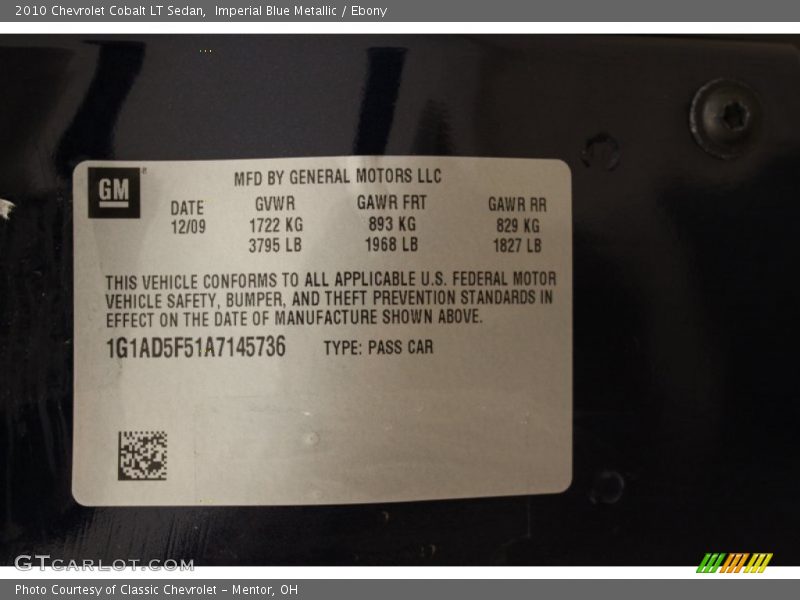 2010 Chevrolet Cobalt LT Sedan, Imperial Blue Metallic / Ebony
GM
MFD BY GENERAL MOTORS LLC
DATE GVWR GAWR FRT GAWR RR
12/09 1722 KG 893 KG 829 KG
3795 LB 1968 LB 1827 LB
THIS VEHICLE CONFORMS TO ALL APPLICABLE U.S. FEDERAL MOTOR
VEHICLE SAFETY, BUMPER, AND THEFT PREVENTION STANDARDS IN
EFFECT ON THE DATE OF MANUFACTURE SHOWN ABOVE.
1G1AD5F51A7145736 TYPE: PASS CAR
GTCARLOT.COM
Photo Courtesy of Classic Chevrolet - Mentor, OH